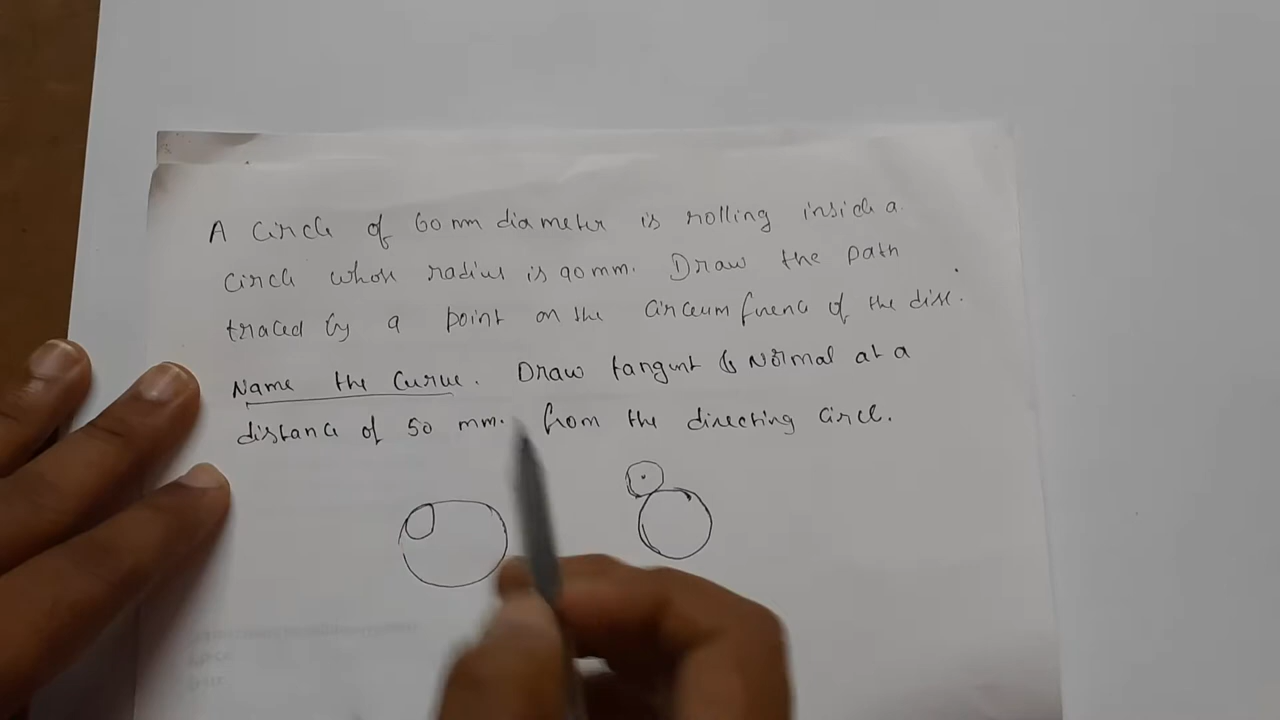 A Circle of 60 mm diameter is rolling inside a
Circle whose radius is 90mm. Draw the path
traced by a point on the circumference of the disc.
Name the Curve. Draw tangent & Normal at a
distance of 50 mm. from the directing circle.